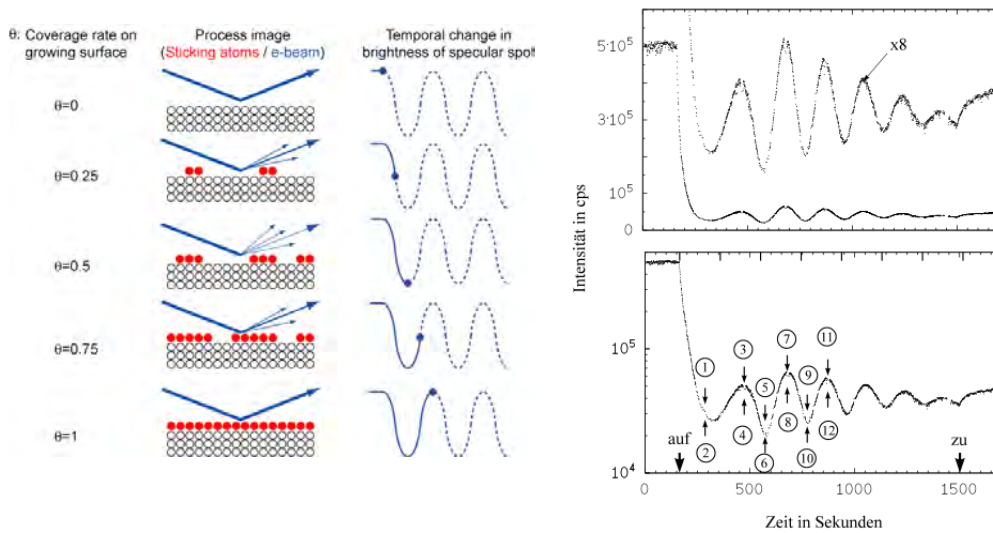 θ: Coverage rate on
growing surface
Process image
(Sticking atoms / e-beam)
Temporal change in
brightness of specular spot
θ=0
θ=0.25
θ=0.5
θ=0.75
θ=1
Intensität in cps
5•10⁵
3•10⁵
10⁵
x8
10⁵
10⁴
1
2
3
4
5
6
7
8
9
10
11
12
auf
zu
0
500
1000
1500
Zeit in Sekunden